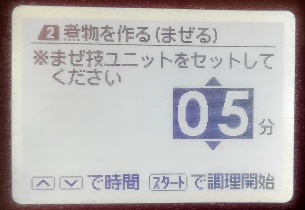 2 煮物を作る(まぜる)
※まぜ技ユニットをセットして
ください
05分
∧ ∨ で時間 スタート で調理開始